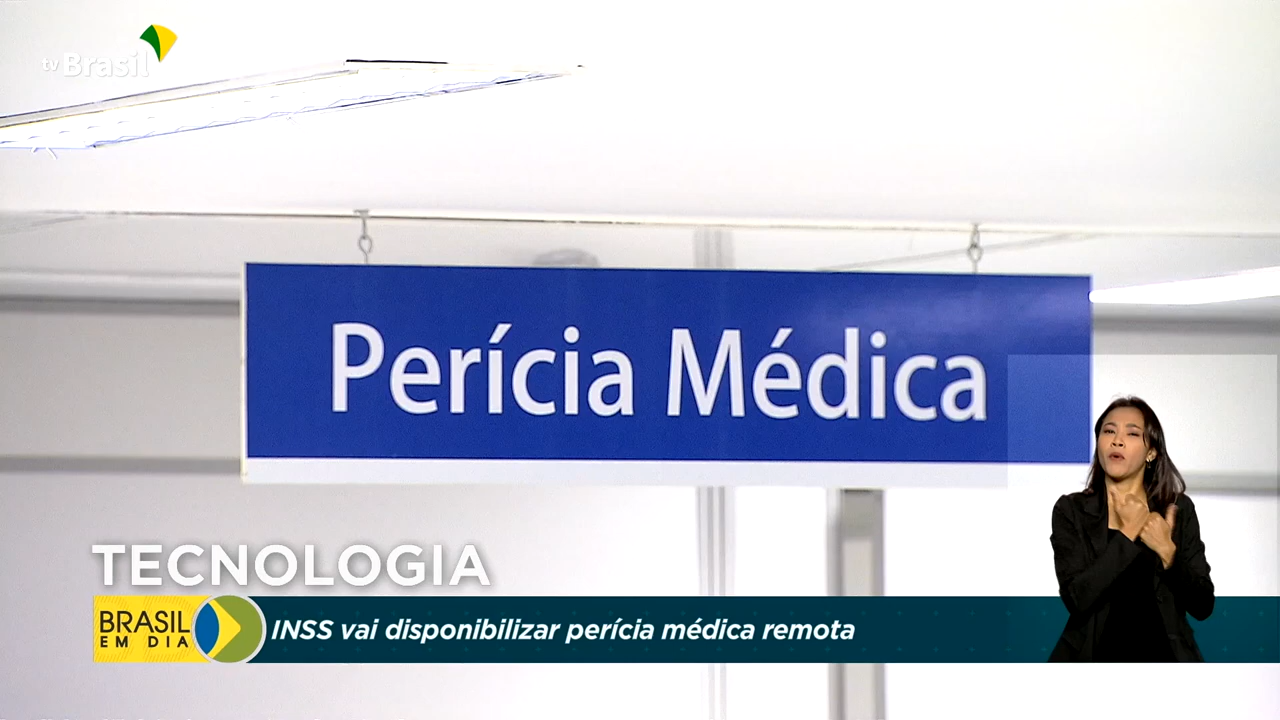 tv Brasil
Perícia Médica
TECNOLOGIA
BRASIL
EM DIA
INSS vai disponibilizar perícia médica remota